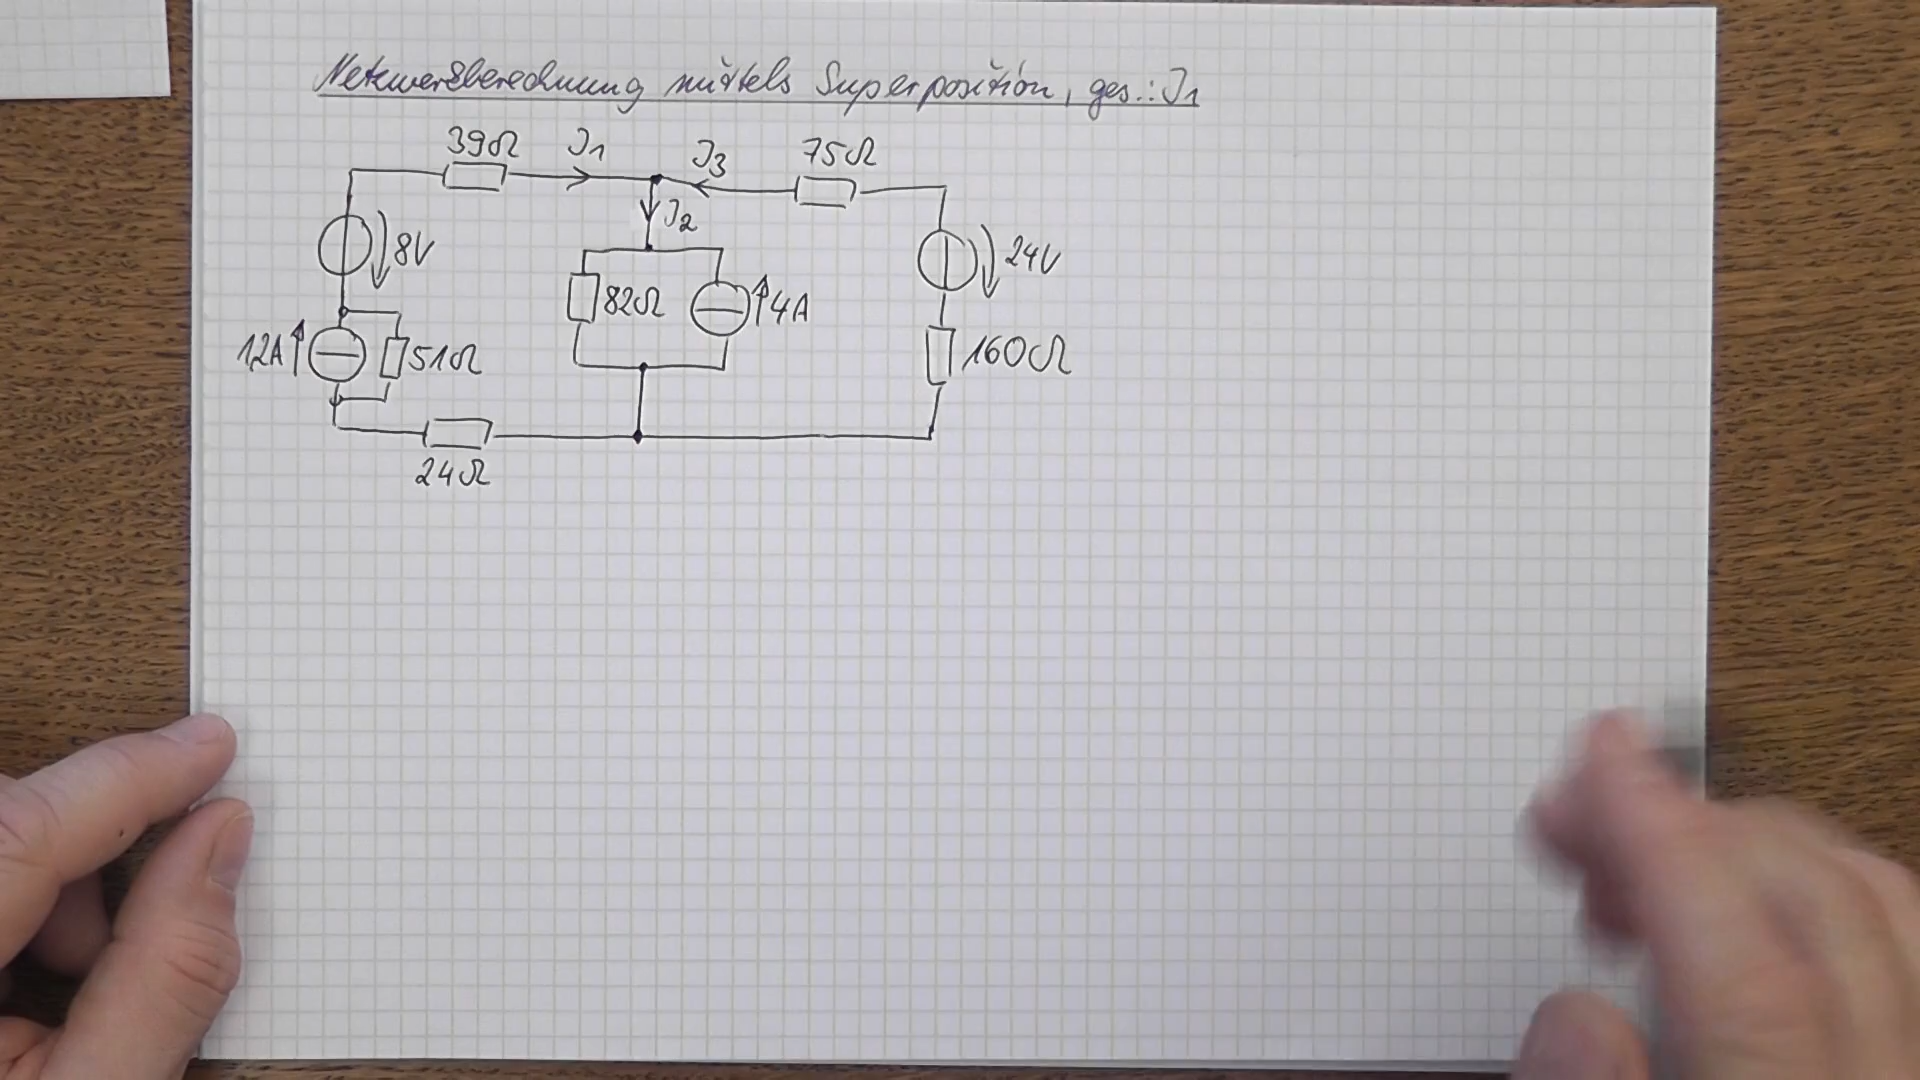 Netzwerkberechnung mittels Superposition, ges.: I1
39Ω I1 I3 75Ω
I2
8V 82Ω 4A 24V
12A 51Ω 160Ω
24Ω